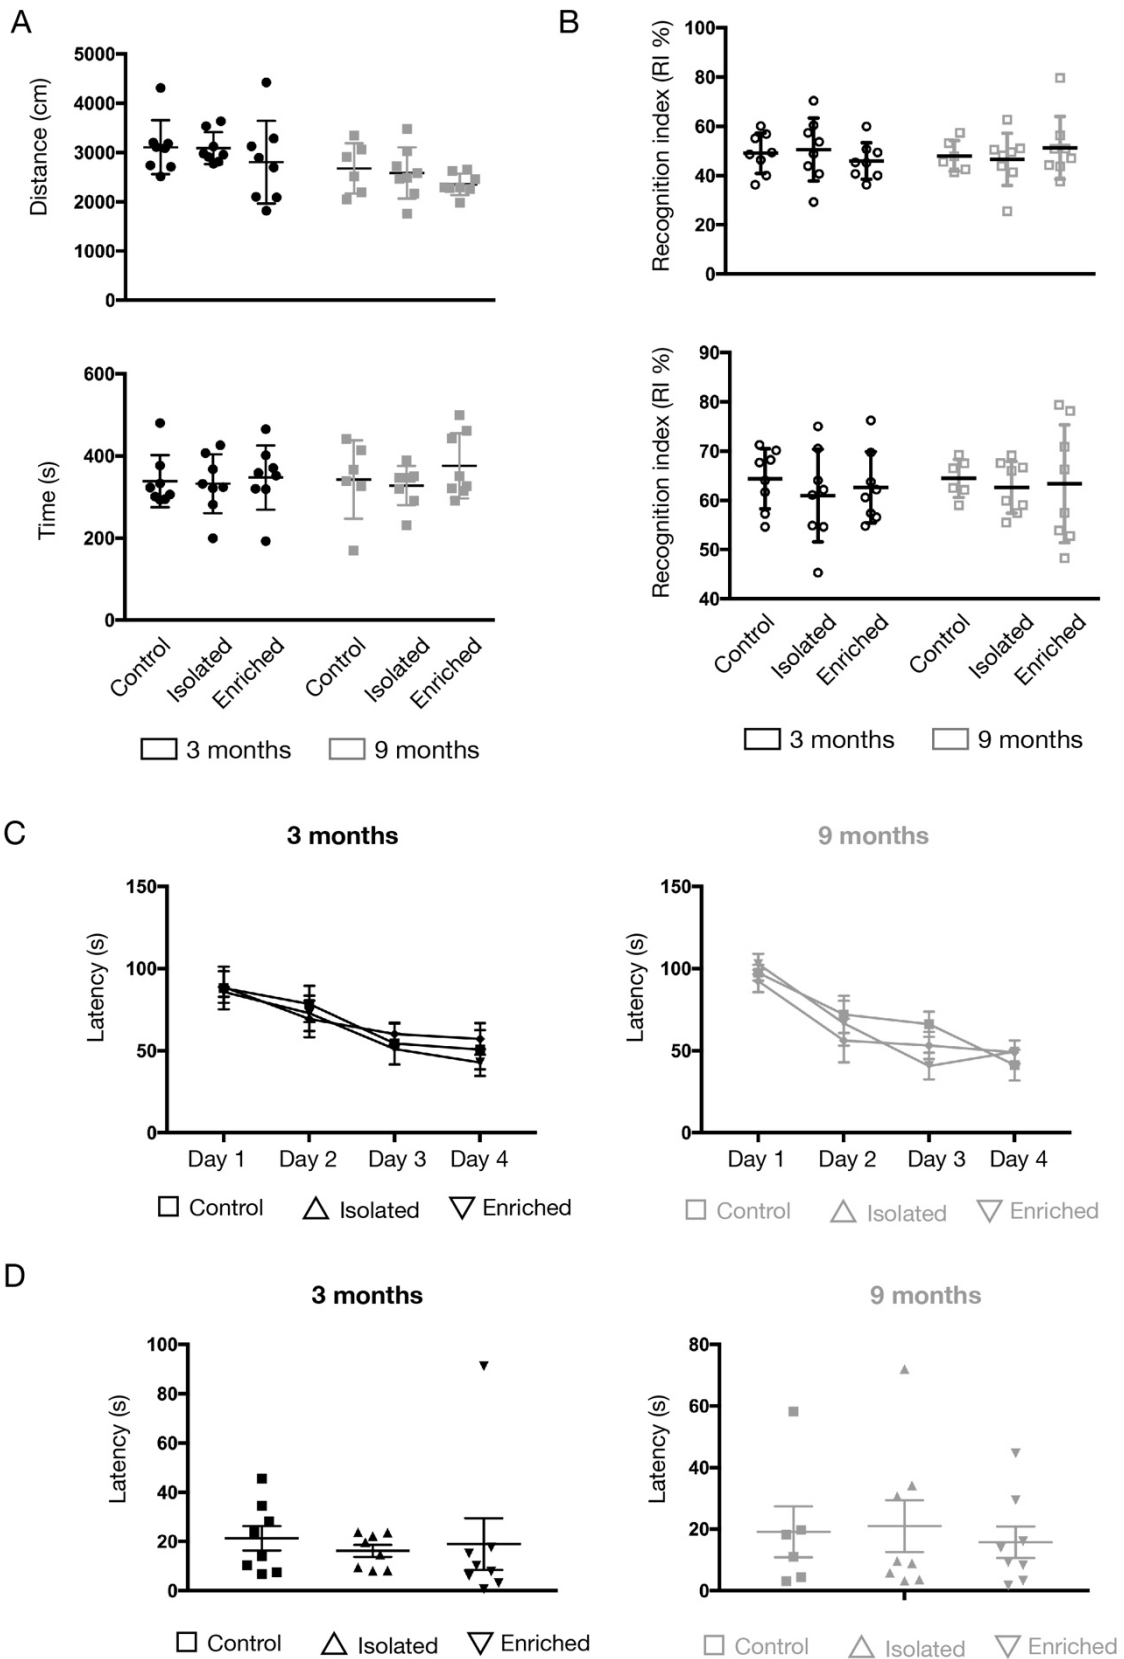 A
Distance (cm)
5000
4000
3000
2000
1000
0
Time (s)
600
400
200
0
Control
Isolated
Enriched
Control
Isolated
Enriched
3 months
9 months
B
Recognition index (RI %)
100
80
60
40
20
0
Recognition index (RI %)
90
80
70
60
50
40
Control
Isolated
Enriched
Control
Isolated
Enriched
3 months
9 months
C
3 months
Latency (s)
150
100
50
0
Day 1 Day 2 Day 3 Day 4
Control Isolated Enriched
9 months
Latency (s)
150
100
50
0
Day 1 Day 2 Day 3 Day 4
Control Isolated Enriched
D
3 months
Latency (s)
100
80
60
40
20
0
Control Isolated Enriched
9 months
Latency (s)
80
60
40
20
0
Control Isolated Enriched